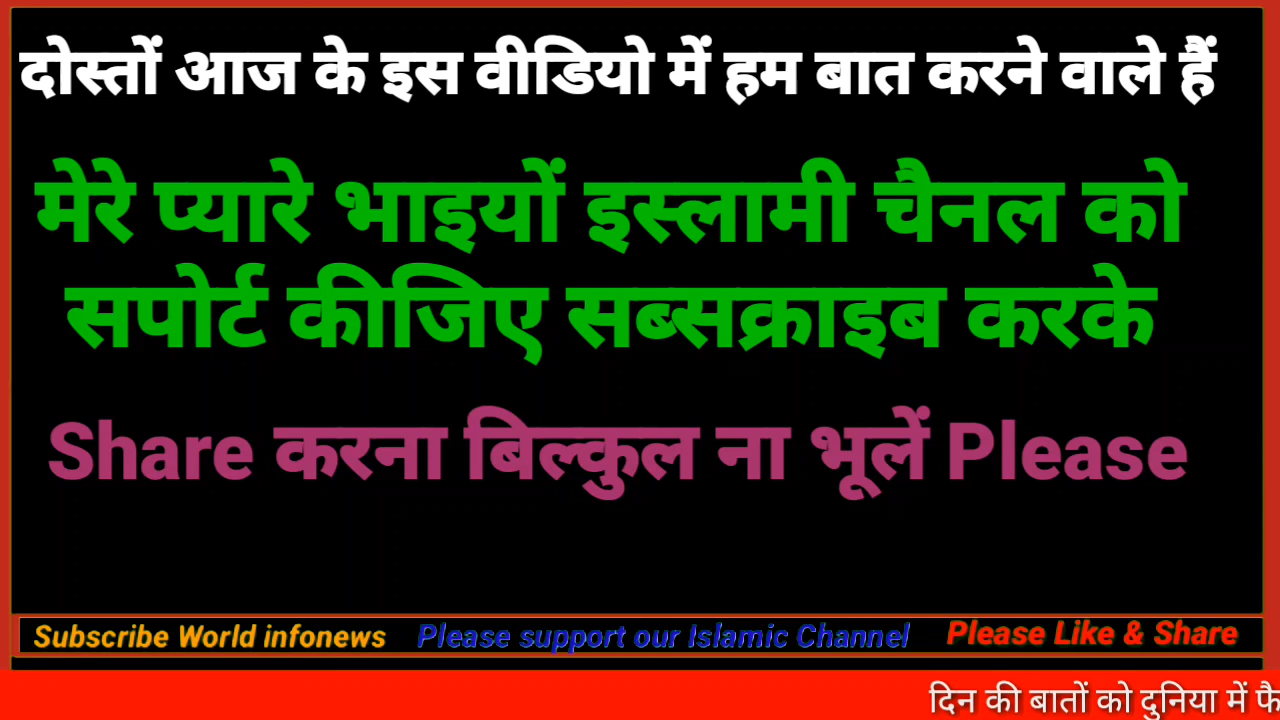 दोस्तों आज के इस वीडियो में हम बात करने वाले हैं
मेरे प्यारे भाइयों इस्लामी चैनल को
सपोर्ट कीजिए सब्सक्राइब करके
Share करना बिल्कुल ना भूलें Please
Subscribe World infonews Please support our Islamic Channel Please Like & Share
दिन की बातों को दुनिया में